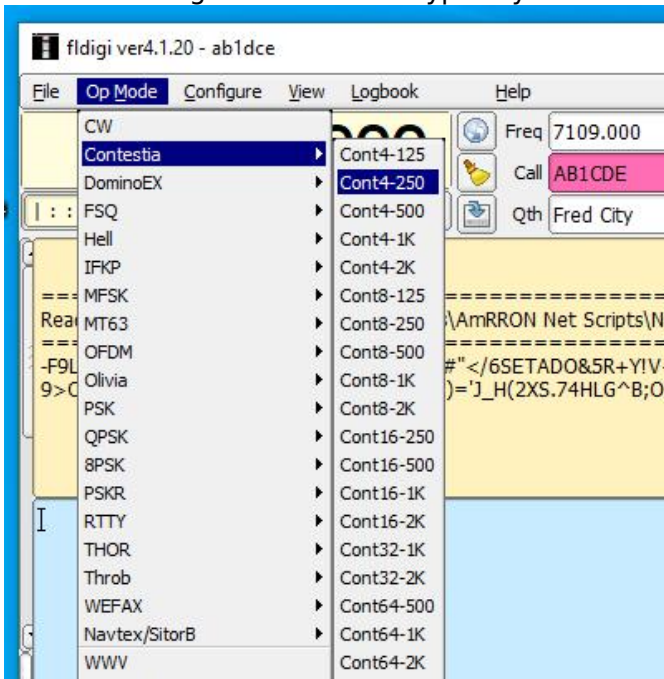 fldigi ver4.1.20 - ab1dce
File Op Mode Configure View Logbook Help
Freq 7109.000
Call AB1CDE
Qth Fred City
CW
Contestia
DominoEX
FSQ
Hell
IFKP
MFSK
MT63
OFDM
Olivia
PSK
QPSK
8PSK
PSKR
RTTY
THOR
Throb
WEFAX
Navtex/SitorB
WWV
Cont4-125
Cont4-250
Cont4-500
Cont4-1K
Cont4-2K
Cont8-125
Cont8-250
Cont8-500
Cont8-1K
Cont8-2K
Cont16-250
Cont16-500
Cont16-1K
Cont16-2K
Cont32-1K
Cont32-2K
Cont64-500
Cont64-1K
Cont64-2K
\AmRRON Net Scripts\N
-F9L
#"</6SETADO&5R+Y!V-
9>C
)='J_H(2XS.74HLG^B;O